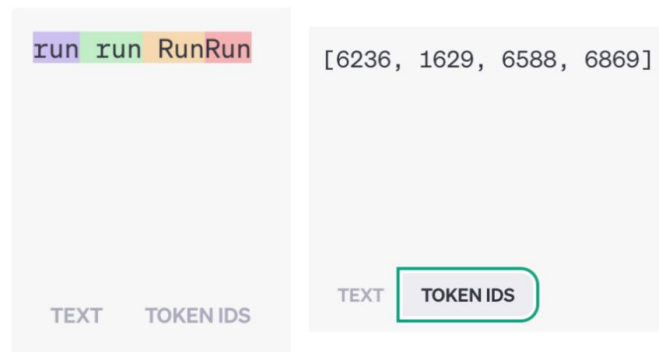 run run RunRun
TEXT TOKEN IDS
[6236, 1629, 6588, 6869]
TEXT TOKEN IDS